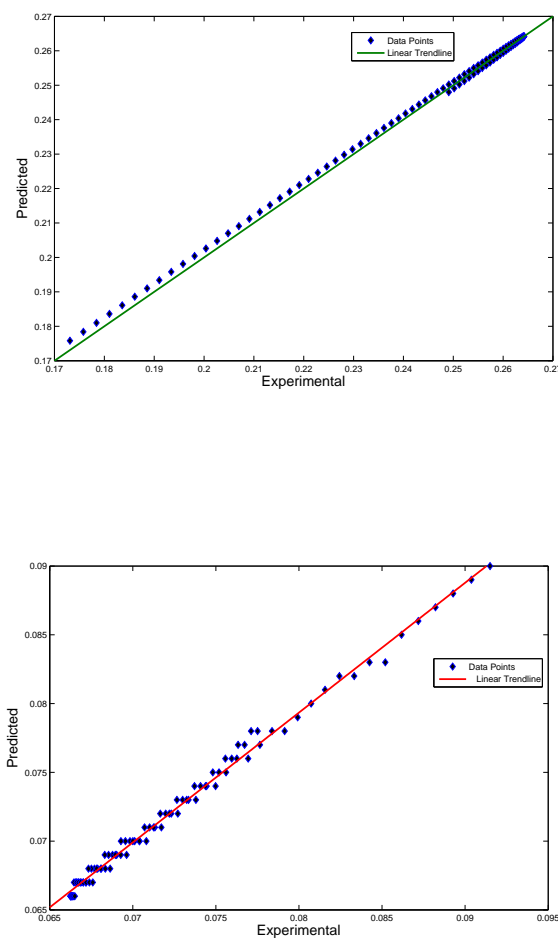 0.27
0.26
0.25
0.24
0.23
0.22
0.21
0.2
0.19
0.18
0.17
Predicted
Data Points
Linear Trendline
0.17 0.18 0.19 0.2 0.21 0.22 0.23 0.24 0.25 0.26 0.27
Experimental
0.09
0.085
0.08
0.075
0.07
0.065
Predicted
Data Points
Linear Trendline
0.065 0.07 0.075 0.08 0.085 0.09 0.095
Experimental